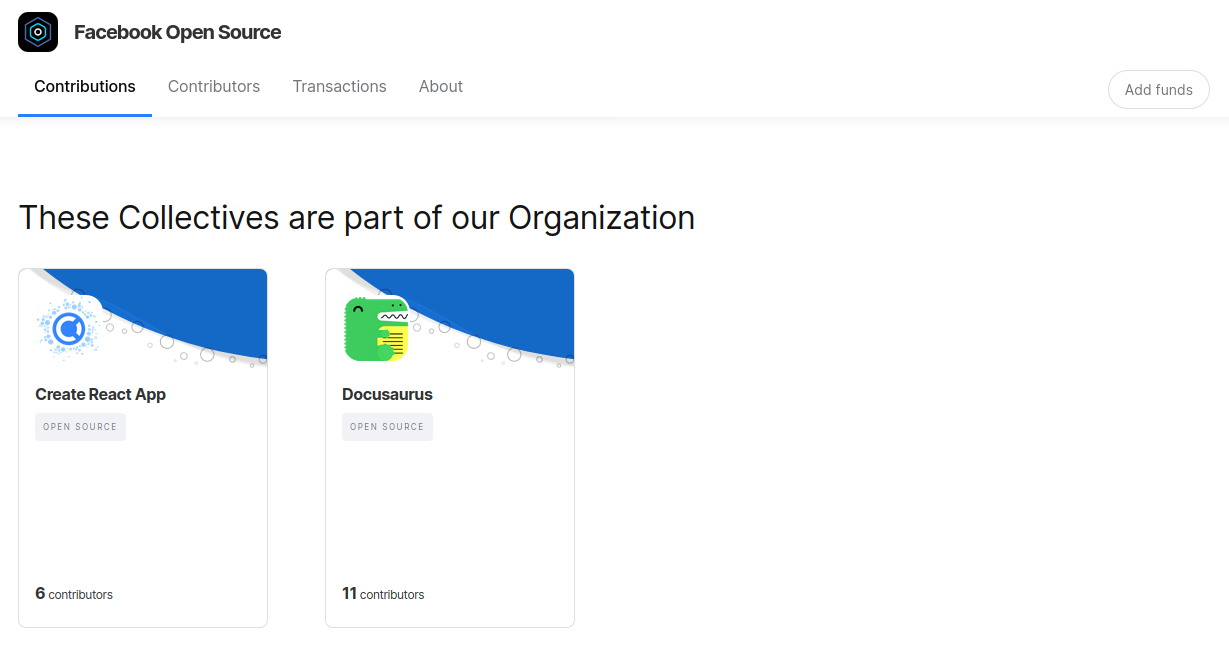 Facebook Open Source
Contributions Contributors Transactions About
Add funds
These Collectives are part of our Organization
Create React App
OPEN SOURCE
6 contributors
Docusaurus
OPEN SOURCE
11 contributors